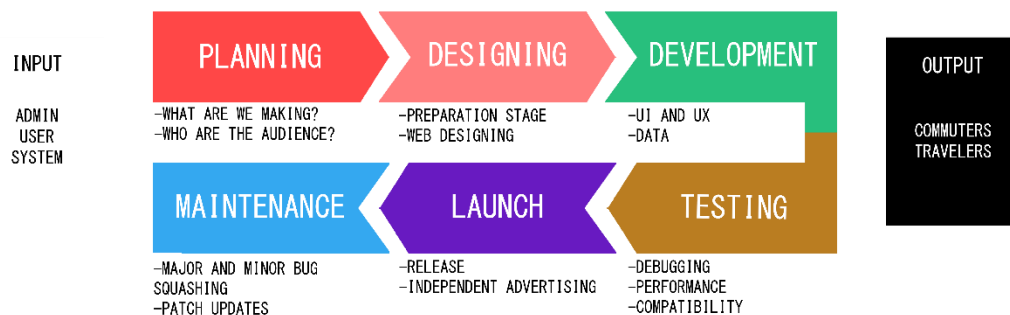 INPUT
ADMIN
USER
SYSTEM
PLANNING
-WHAT ARE WE MAKING?
-WHO ARE THE AUDIENCE?
DESIGNING
-PREPARATION STAGE
-WEB DESIGNING
DEVELOPMENT
-UI AND UX
-DATA
TESTING
-DEBUGGING
-PERFORMANCE
-COMPATIBILITY
LAUNCH
-RELEASE
-INDEPENDENT ADVERTISING
MAINTENANCE
-MAJOR AND MINOR BUG
SQUASHING
-PATCH UPDATES
OUTPUT
COMMUTERS
TRAVELERS